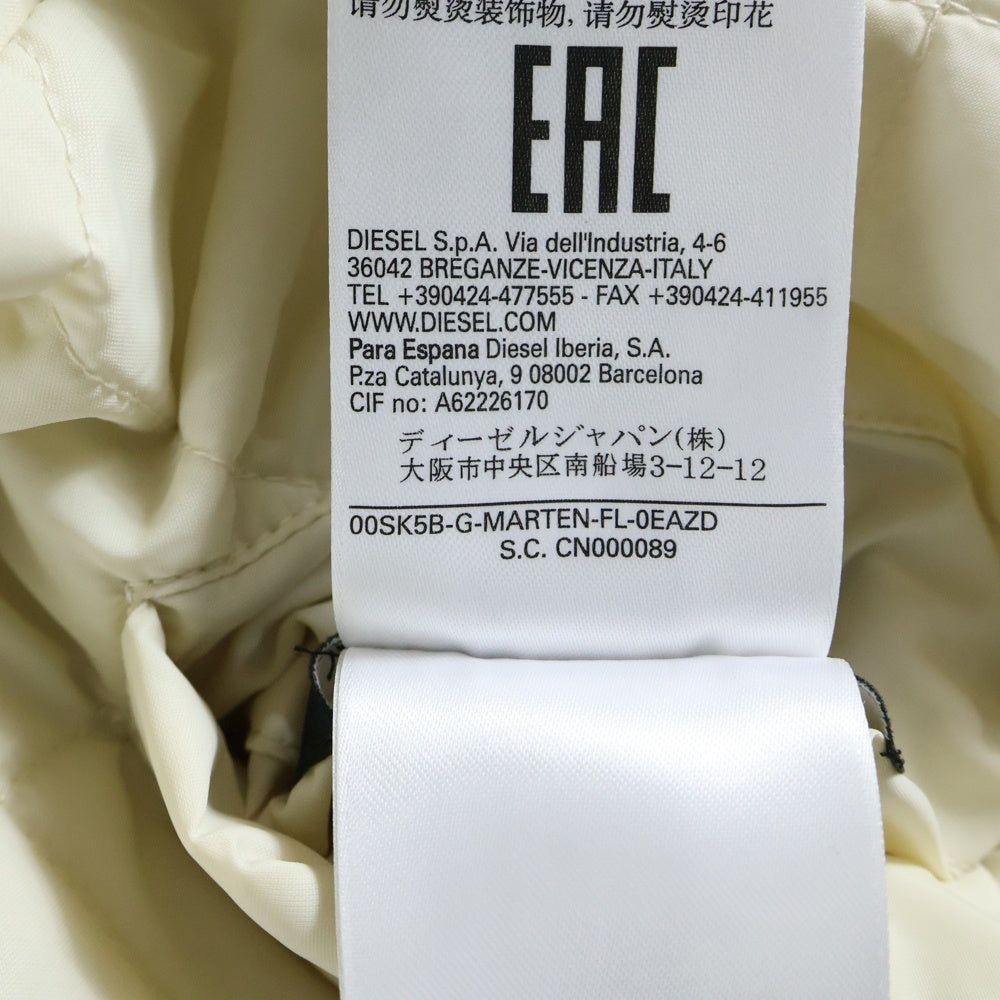 请勿熨烫装饰物, 请勿熨烫印花
EAC
DIESEL S.p.A. Via dell'Industria, 4-6
36042 BREGANZE-VICENZA-ITALY
TEL +390424-477555 - FAX +390424-411955
WWW.DIESEL.COM
Para Espana Diesel Iberia, S.A.
P.za Catalunya, 9 08002 Barcelona
CIF no: A62226170
ディーゼルジャパン(株)
大阪市中央区南船場3-12-12
00SK5B-G-MARTEN-FL-0EAZD
S.C. CN000089